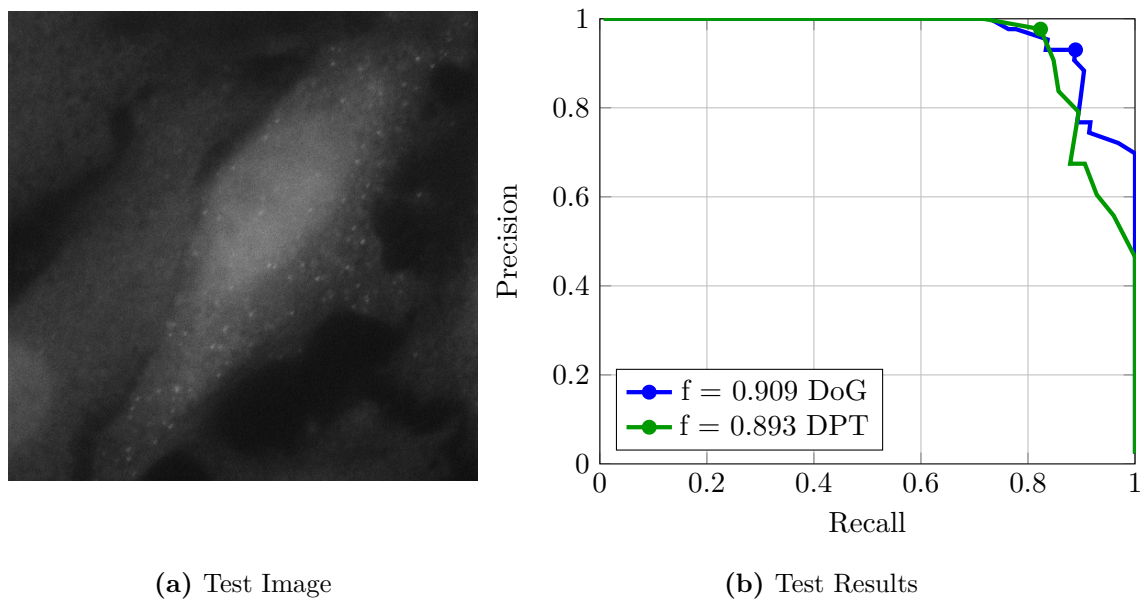 1
0.8
0.6
0.4
0.2
0
Precision
f = 0.909 DoG
f = 0.893 DPT
0 0.2 0.4 0.6 0.8 1
Recall
(a) Test Image
(b) Test Results